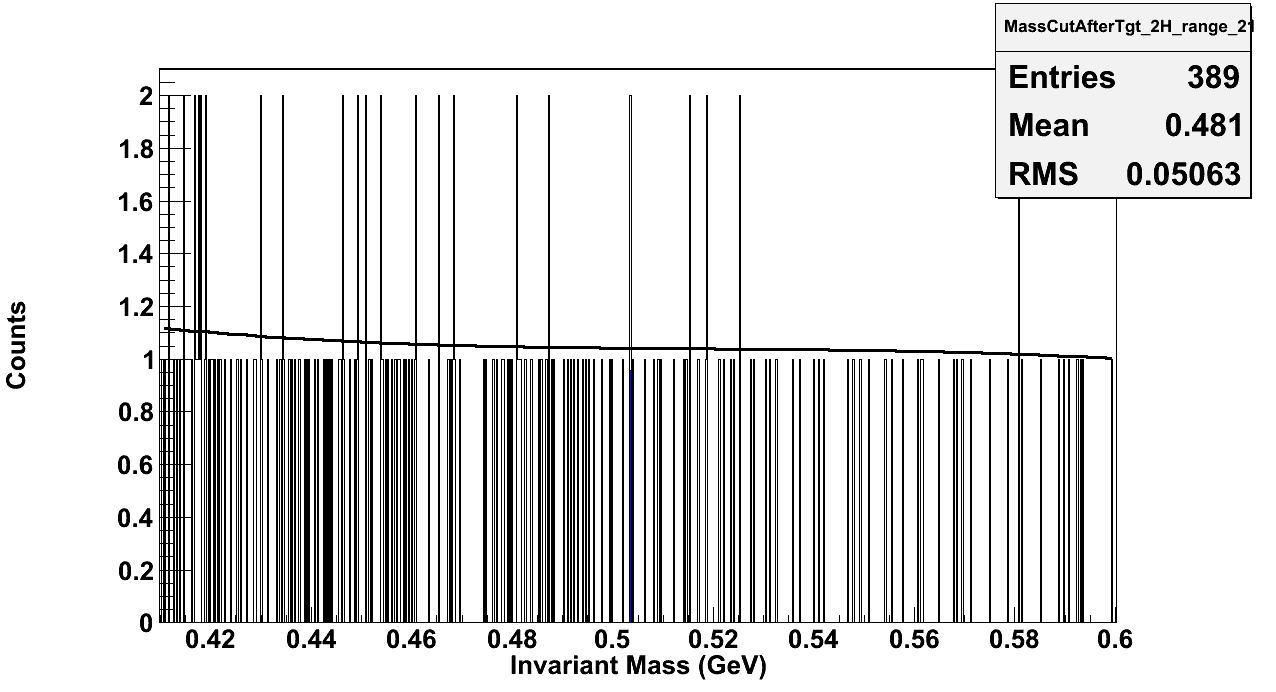 MassCutAfterTgt_2H_range_21
Entries 389
Mean 0.481
RMS 0.05063
Counts
2
1.8
1.6
1.4
1.2
1
0.8
0.6
0.4
0.2
0
0.42 0.44 0.46 0.48 0.5 0.52 0.54 0.56 0.58 0.6
Invariant Mass (GeV)